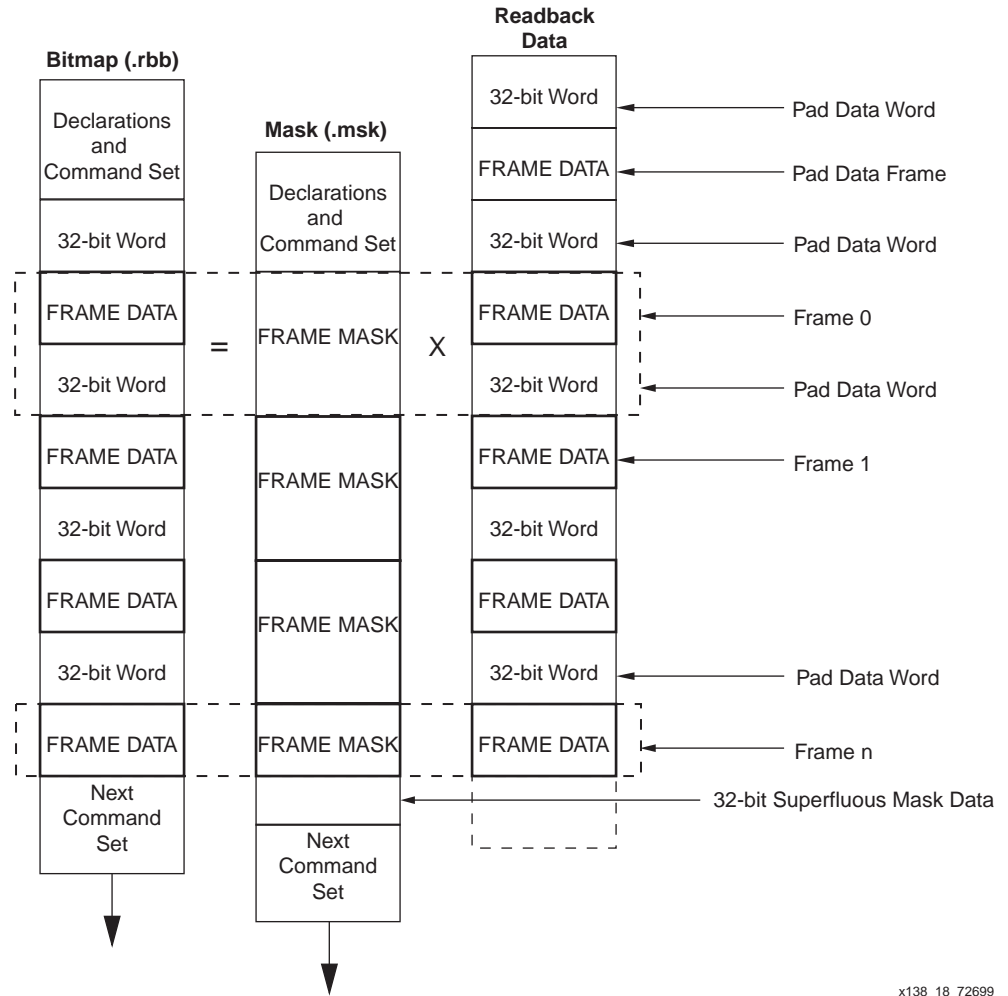 Readback
Data
Bitmap (.rbb)
Mask (.msk)
Declarations
and
Command Set
32-bit Word
FRAME DATA
32-bit Word
FRAME DATA
32-bit Word
FRAME DATA
32-bit Word
FRAME DATA
Next
Command
Set
=
Declarations
and
Command Set
FRAME MASK
FRAME MASK
FRAME MASK
FRAME MASK
Next
Command
Set
X
32-bit Word
FRAME DATA
32-bit Word
FRAME DATA
32-bit Word
FRAME DATA
32-bit Word
FRAME DATA
32-bit Word
FRAME DATA
Pad Data Word
Pad Data Frame
Pad Data Word
Frame 0
Pad Data Word
Frame 1
Pad Data Word
Frame n
32-bit Superfluous Mask Data
x138_18_72699